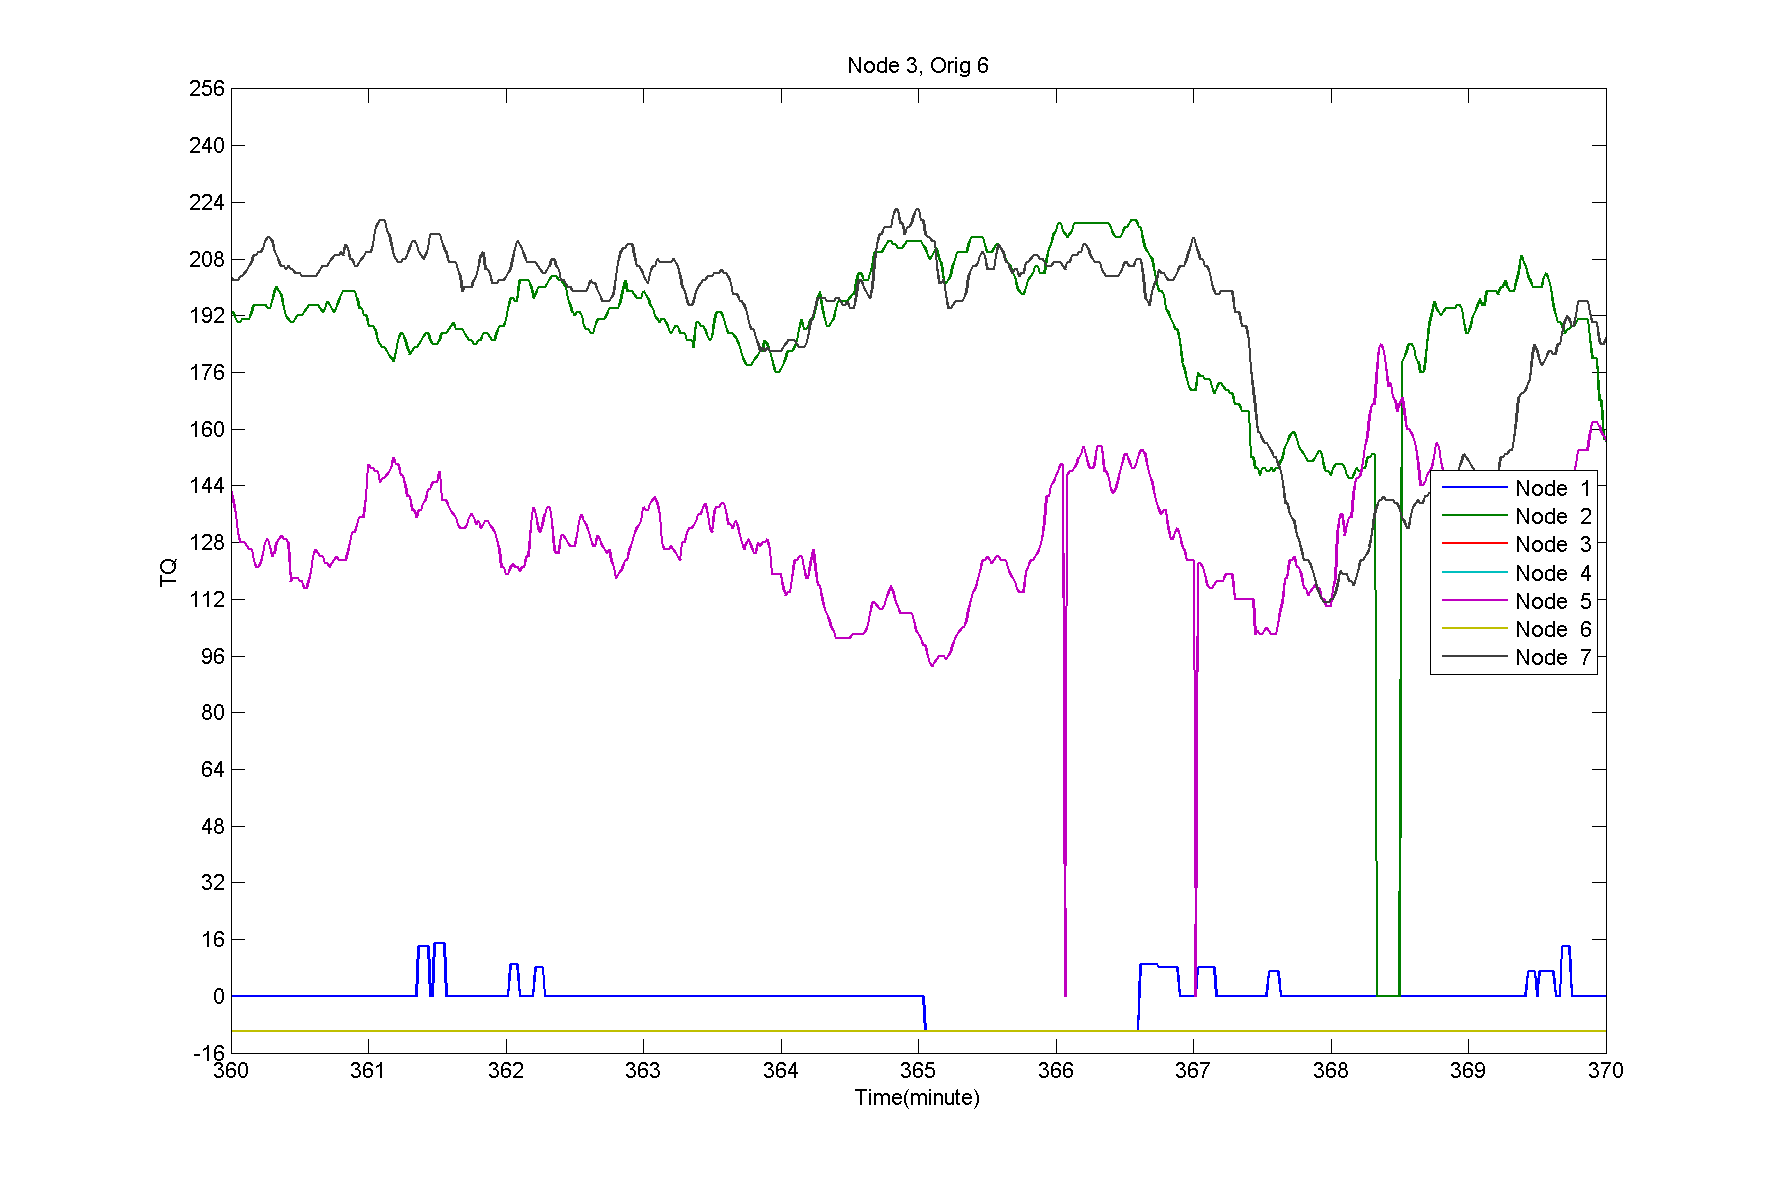 Node 3, Orig 6
256
240
224
208
192
176
160
144
128
112
96
80
64
48
32
16
0
-16
TQ
Node 1
Node 2
Node 3
Node 4
Node 5
Node 6
Node 7
360 361 362 363 364 365 366 367 368 369 370
Time(minute)